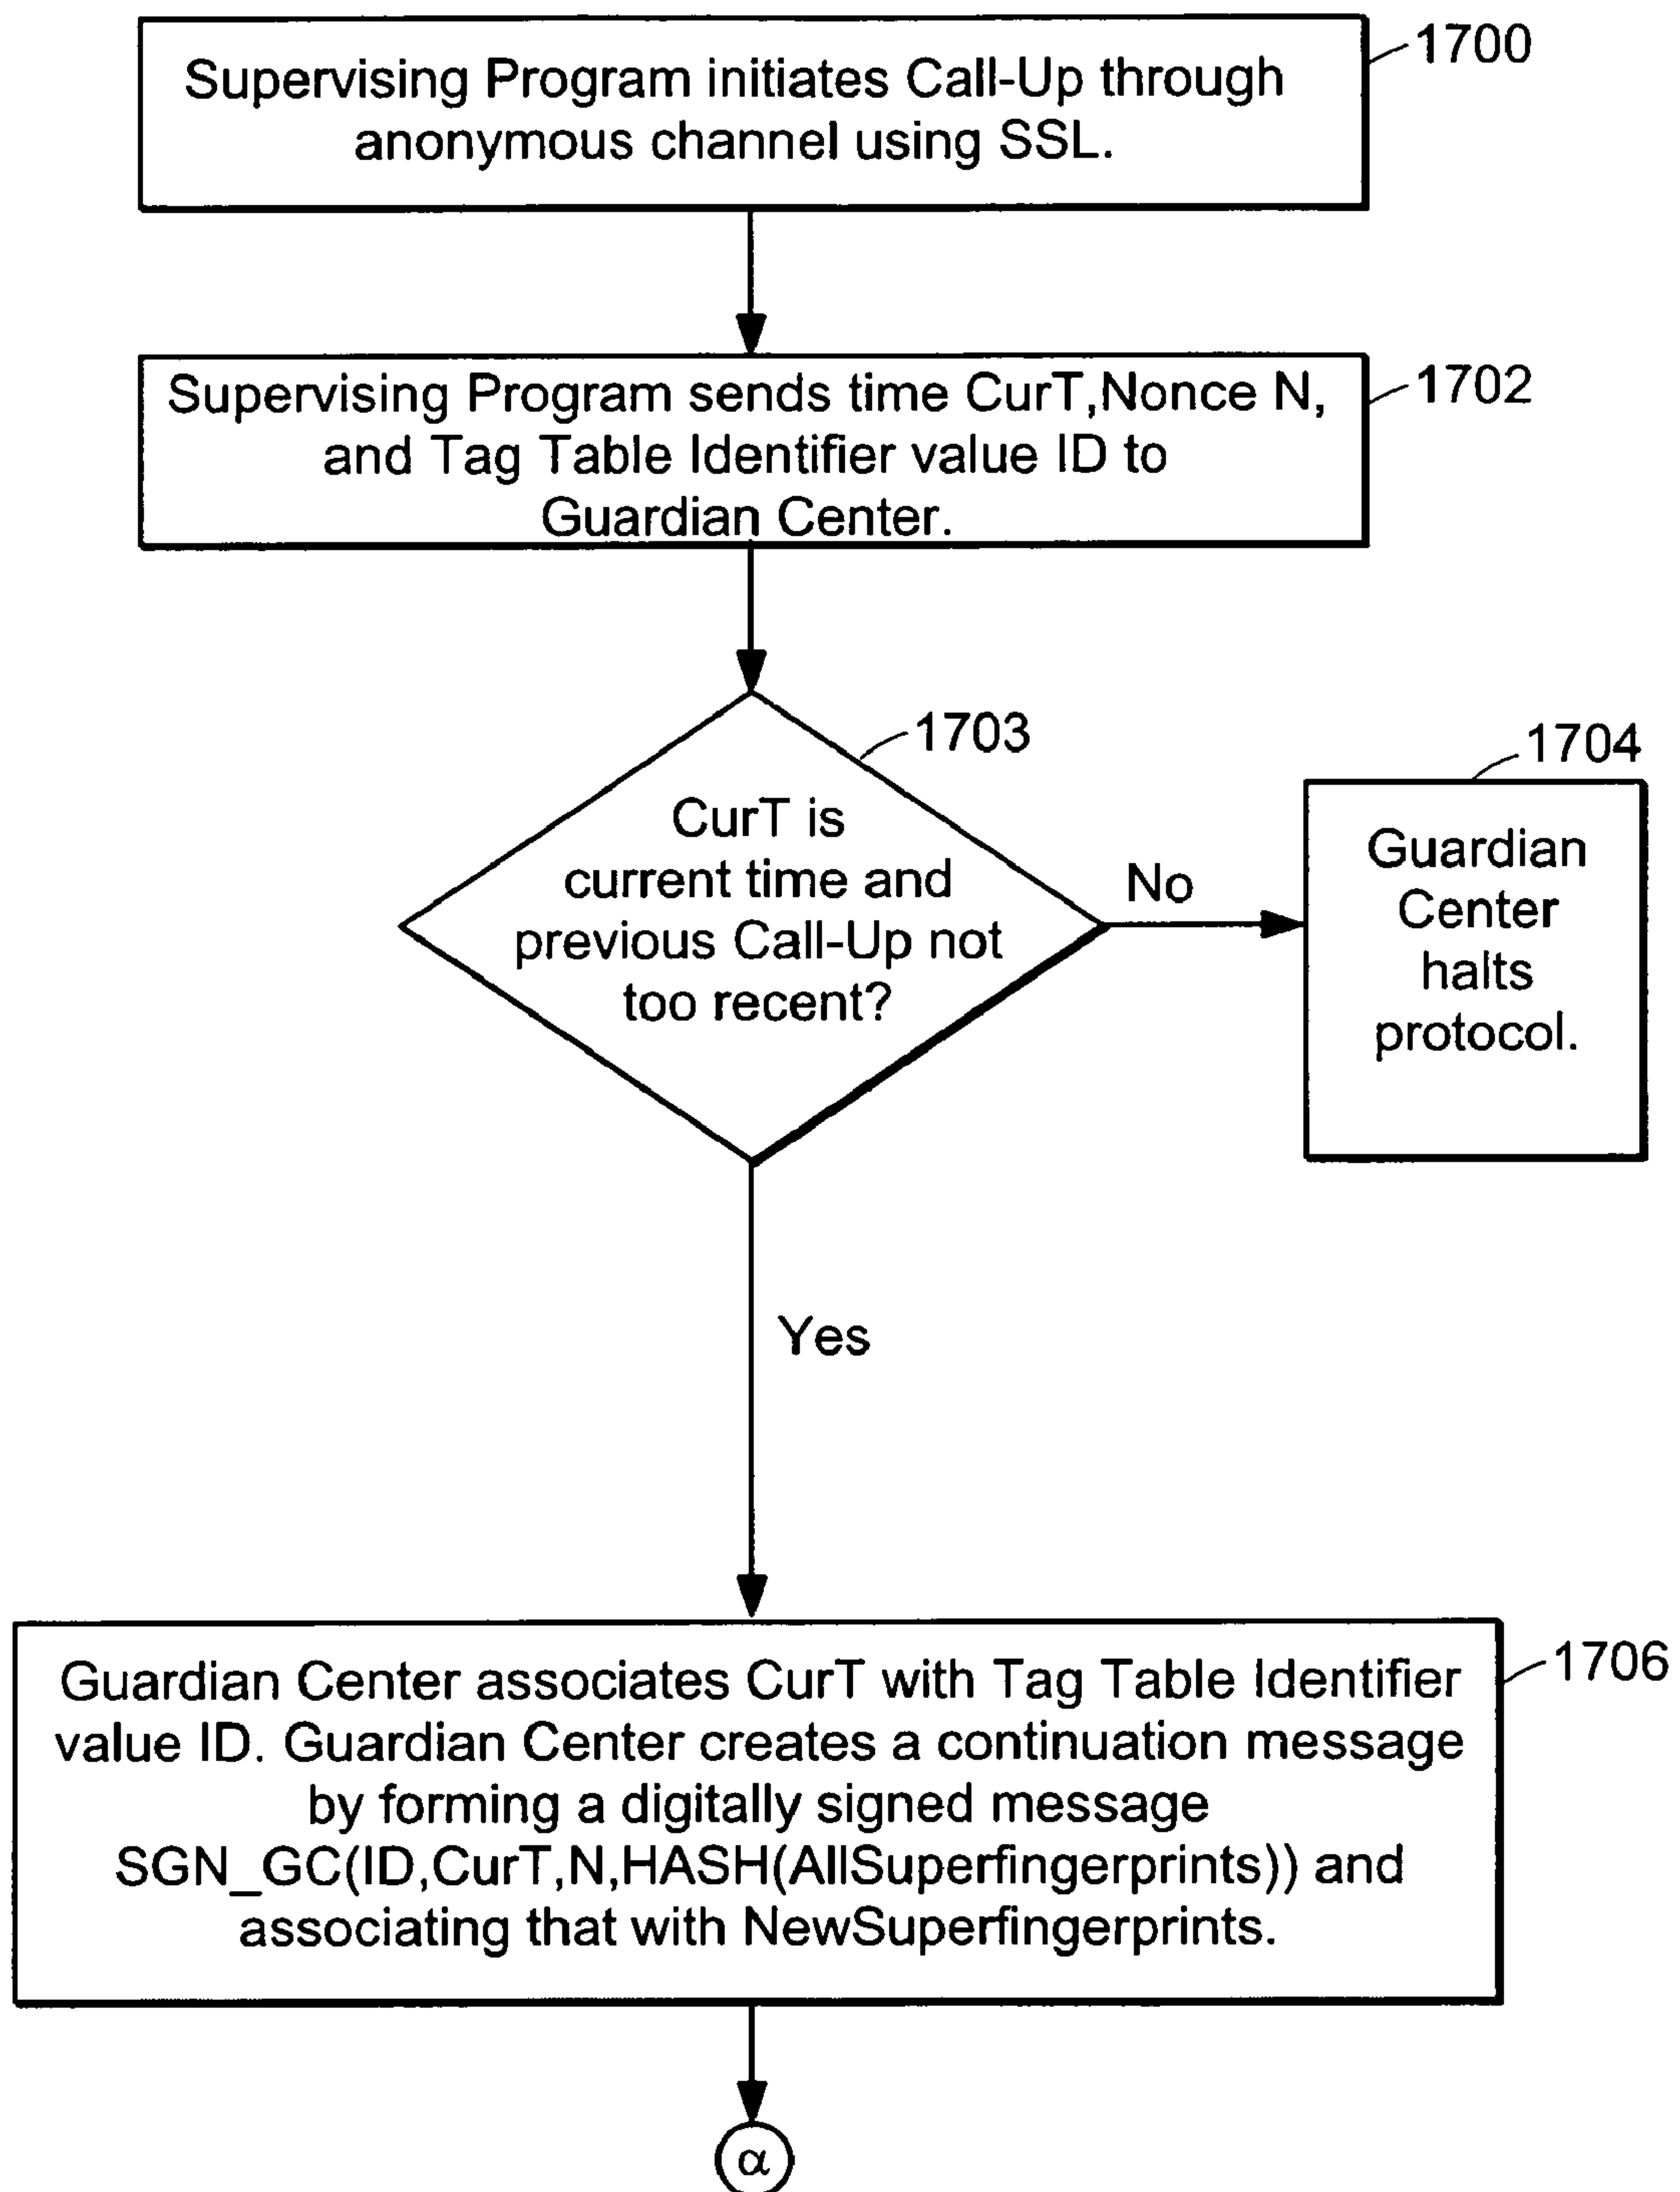 1700
Supervising Program initiates Call-Up through
anonymous channel using SSL.
1702
Supervising Program sends time CurT,Nonce N,
and Tag Table Identifier value ID to
Guardian Center.
1703
CurT is
current time and
previous Call-Up not
too recent?
No
1704
Guardian
Center
halts
protocol.
Yes
1706
Guardian Center associates CurT with Tag Table Identifier
value ID. Guardian Center creates a continuation message
by forming a digitally signed message
SGN_GC(ID,CurT,N,HASH(AllSuperfingerprints)) and
associating that with NewSuperfingerprints.
α